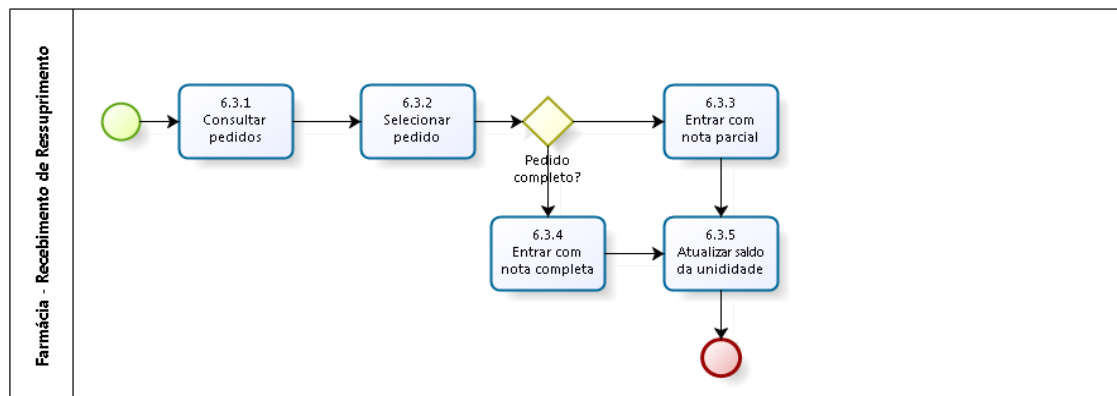 Farmácia - Recebimento de Ressuprimento
6.3.1
Consultar
pedidos
6.3.2
Selecionar
pedido
Pedido
completo?
6.3.3
Entrar com
nota parcial
6.3.4
Entrar com
nota completa
6.3.5
Atualizar saldo
da unididade